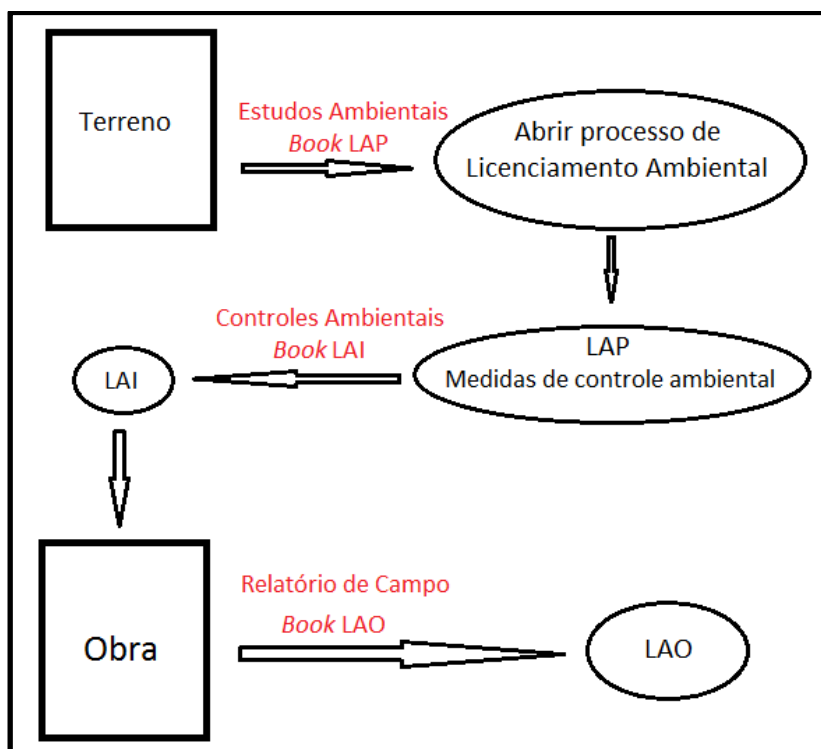 Terreno
Estudos Ambientais
Book LAP
Abrir processo de
Licenciamento Ambiental
Controles Ambientais
Book LAI
LAP
Medidas de controle ambiental
LAI
Relatório de Campo
Book LAO
Obra
LAO